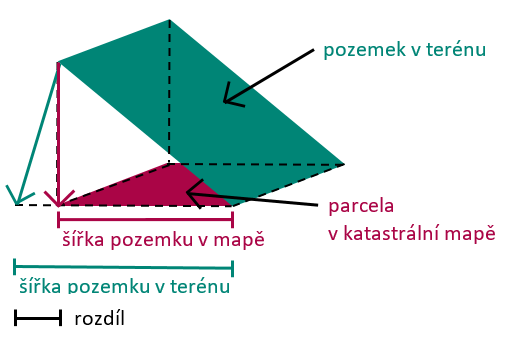 pozemek v terénu
parcela
v katastrální mapě
šířka pozemku v mapě
šířka pozemku v terénu
rozdíl